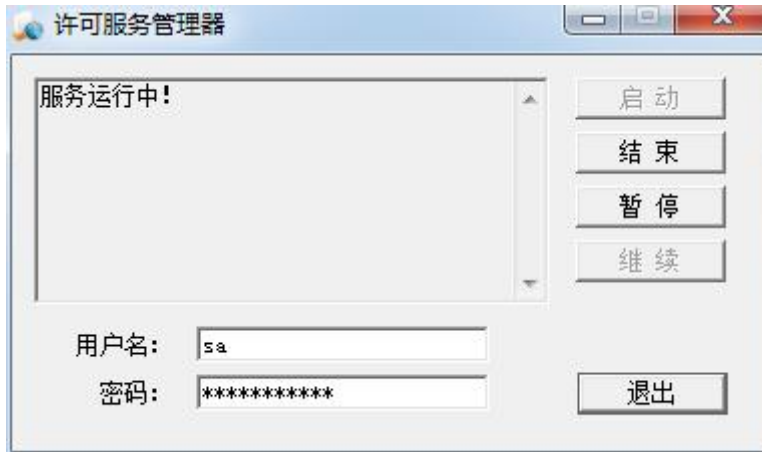 许可服务管理器
服务运行中!
启 动
结 束
暂 停
继 续
用户名: sa
密码: ***********
退出